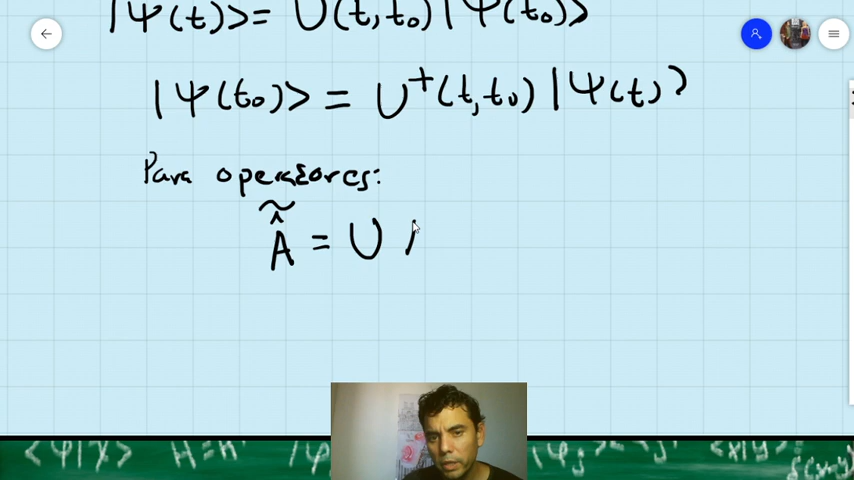 |Ψ(t)>= U(t,t₀)|Ψ(t₀)>
|Ψ(t₀)> = U⁺(t,t₀)|Ψ(t)>
Para operadores:
Ẫ = U
<Ψ|X> H=H